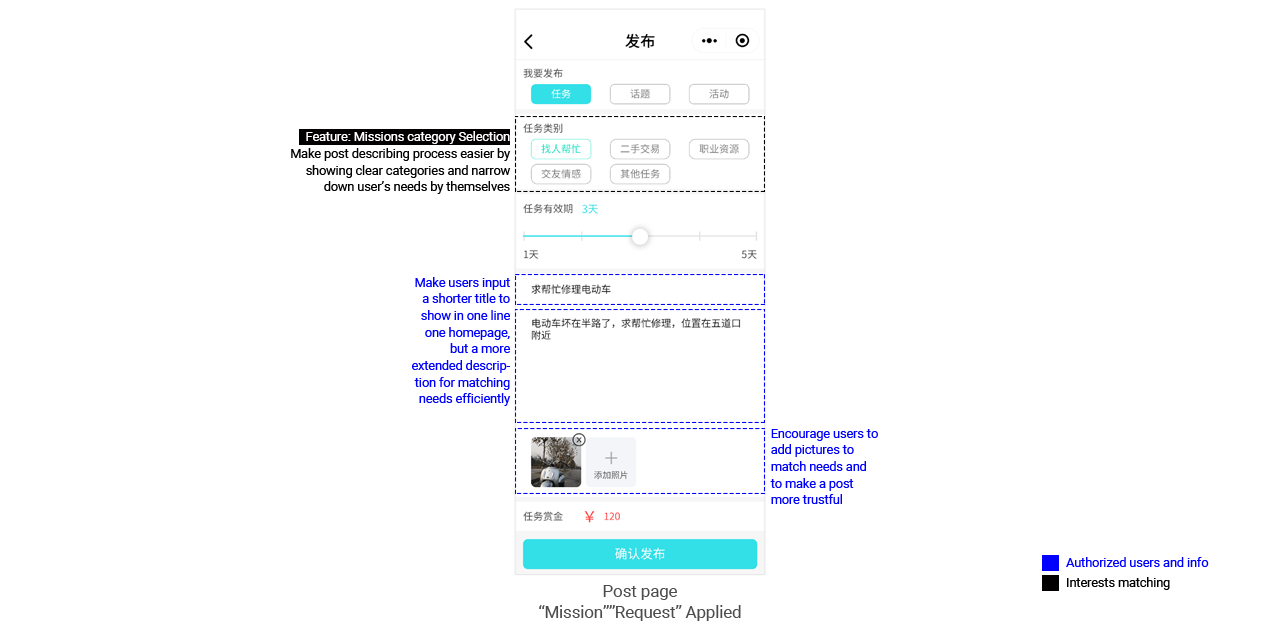 发布
我要发布
任务 话题 活动
Feature: Missions category Selection
Make post describing process easier by
showing clear categories and narrow
down user’s needs by themselves
任务类别
找人帮忙 二手交易 职业资源
交友情感 其他任务
任务有效期 3天
1天 5天
Make users input
a shorter title to
show in one line
one homepage,
but a more
extended descrip-
tion for matching
needs efficiently
求帮忙修理电动车
电动车坏在半路了，求帮忙修理，位置在五道口
附近
添加照片
Encourage users to
add pictures to
match needs and
to make a post
more trustful
任务赏金 ¥ 120
确认发布
Authorized users and info
Interests matching
Post page
“Mission””Request” Applied